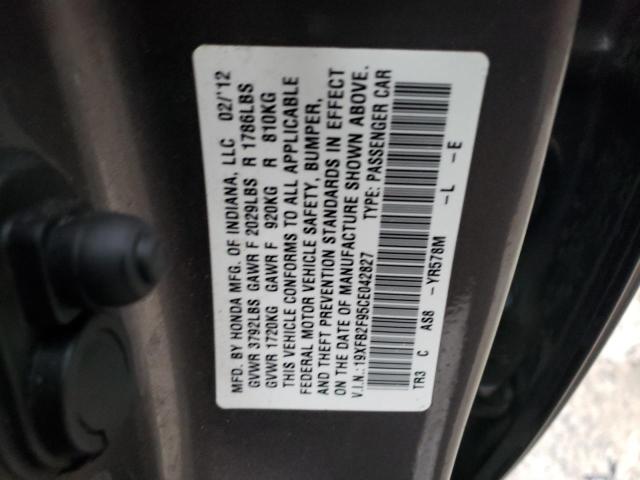 MFD. BY HONDA MFG. OF INDIANA, LLC 02/'12
GVWR 3792LBS GAWR F 2029LBS R 1786LBS
GVWR 1720KG GAWR F 920KG R 810KG
THIS VEHICLE CONFORMS TO ALL APPLICABLE
FEDERAL MOTOR VEHICLE SAFETY, BUMPER,
AND THEFT PREVENTION STANDARDS IN EFFECT
ON THE DATE OF MANUFACTURE SHOWN ABOVE.
V.I.N.:19XFB2F95CE042827 TYPE: PASSENGER CAR
TR3 C AS8 -YR578M -L -E